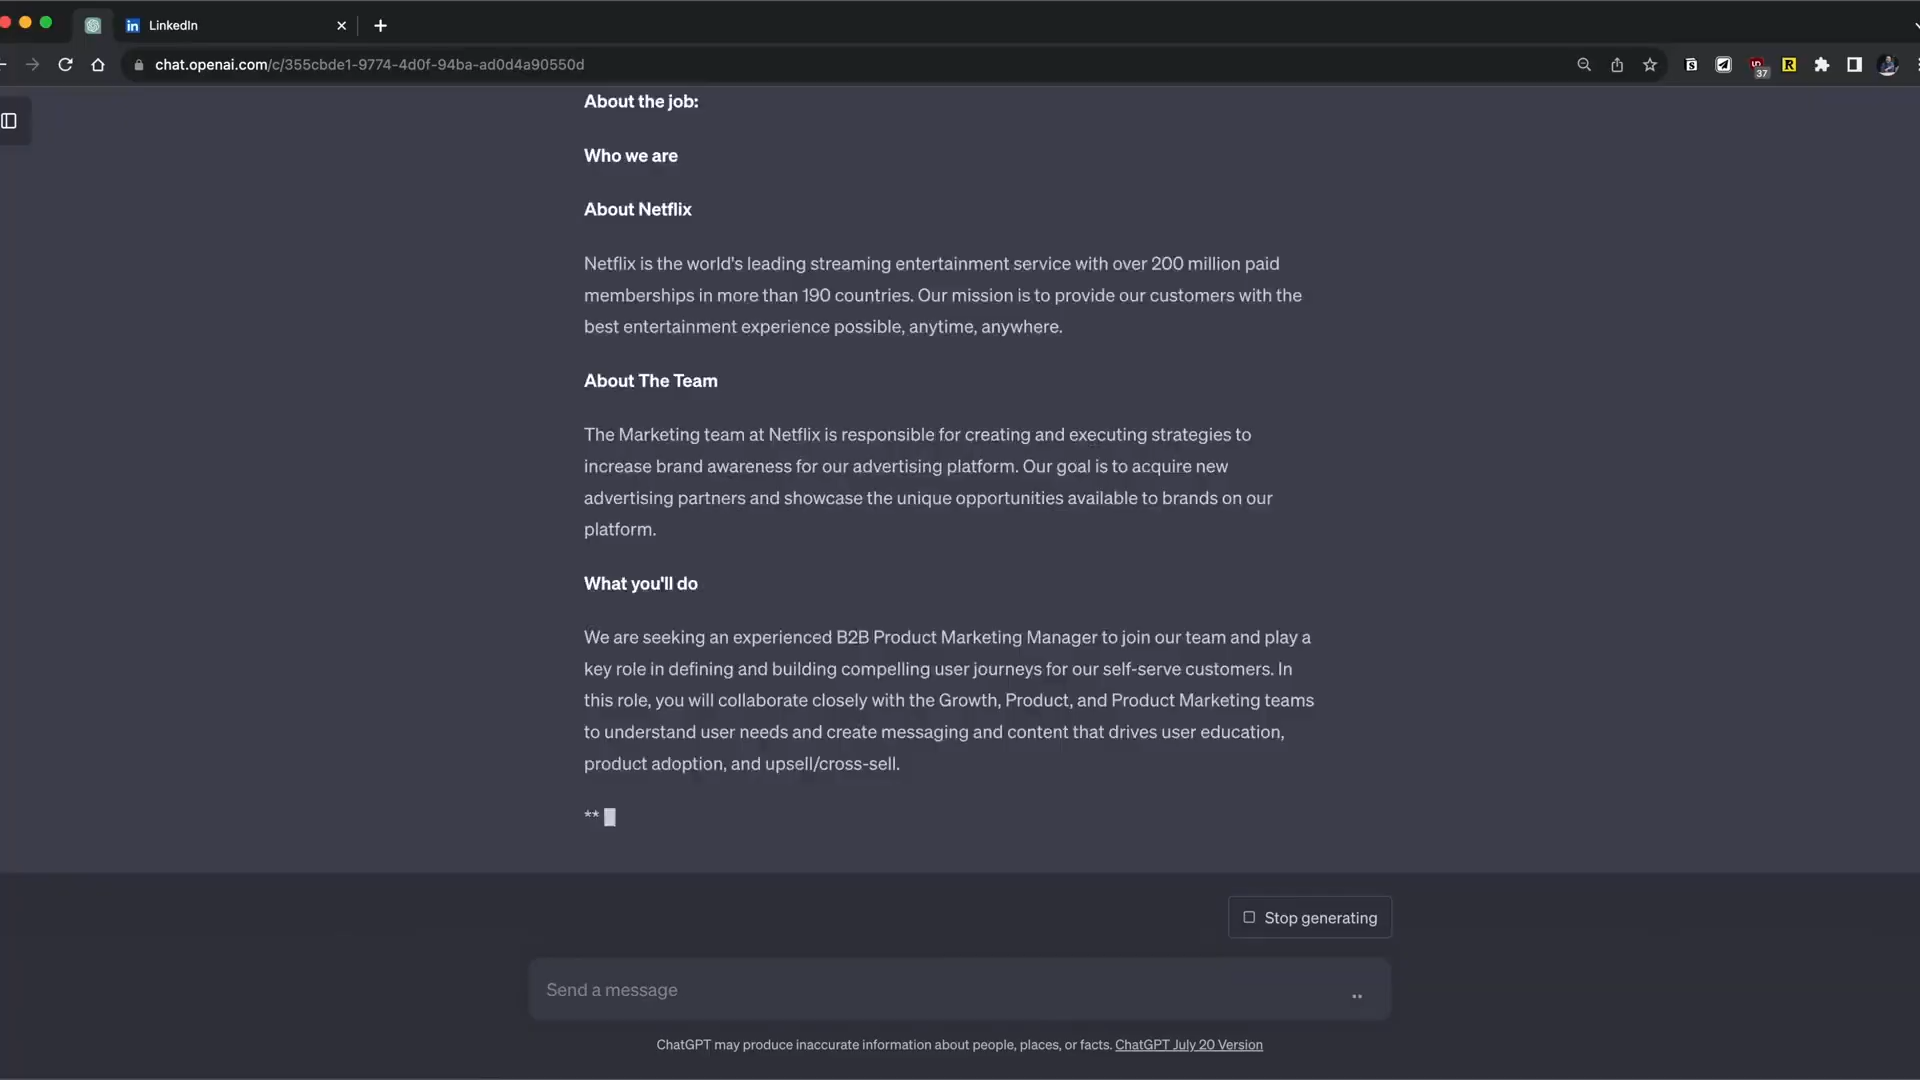 LinkedIn
chat.openai.com/c/355cbde1-9774-4d0f-94ba-ad0d4a90550d
37
R
About the job:
Who we are
About Netflix
Netflix is the world's leading streaming entertainment service with over 200 million paid
memberships in more than 190 countries. Our mission is to provide our customers with the
best entertainment experience possible, anytime, anywhere.
About The Team
The Marketing team at Netflix is responsible for creating and executing strategies to
increase brand awareness for our advertising platform. Our goal is to acquire new
advertising partners and showcase the unique opportunities available to brands on our
platform.
What you'll do
We are seeking an experienced B2B Product Marketing Manager to join our team and play a
key role in defining and building compelling user journeys for our self-serve customers. In
this role, you will collaborate closely with the Growth, Product, and Product Marketing teams
to understand user needs and create messaging and content that drives user education,
product adoption, and upsell/cross-sell.
**
Stop generating
Send a message
ChatGPT may produce inaccurate information about people, places, or facts. ChatGPT July 20 Version